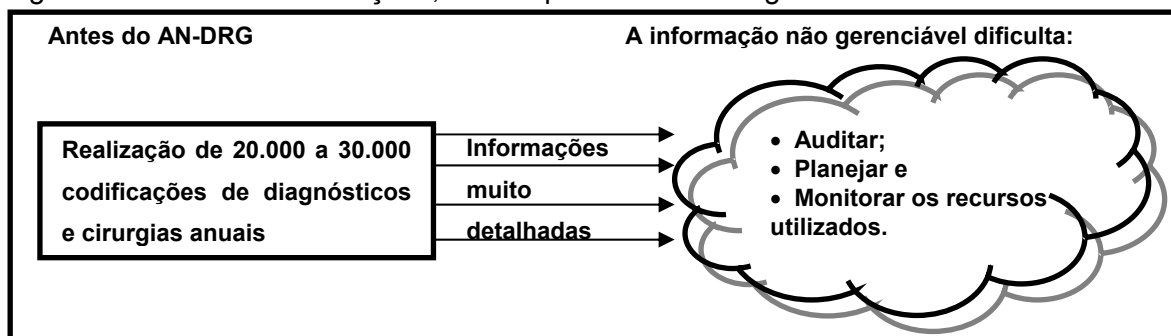 Antes do AN-DRG
A informação não gerenciável dificulta:
Realização de 20.000 a 30.000
codificações de diagnósticos
e cirurgias anuais
Informações
muito
detalhadas
• Auditar;
• Planejar e
• Monitorar os recursos
utilizados.